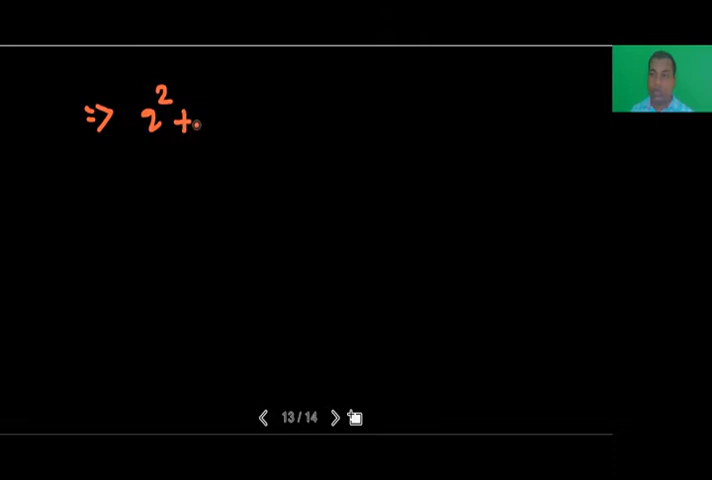 ⇒ 2² +
13 / 14